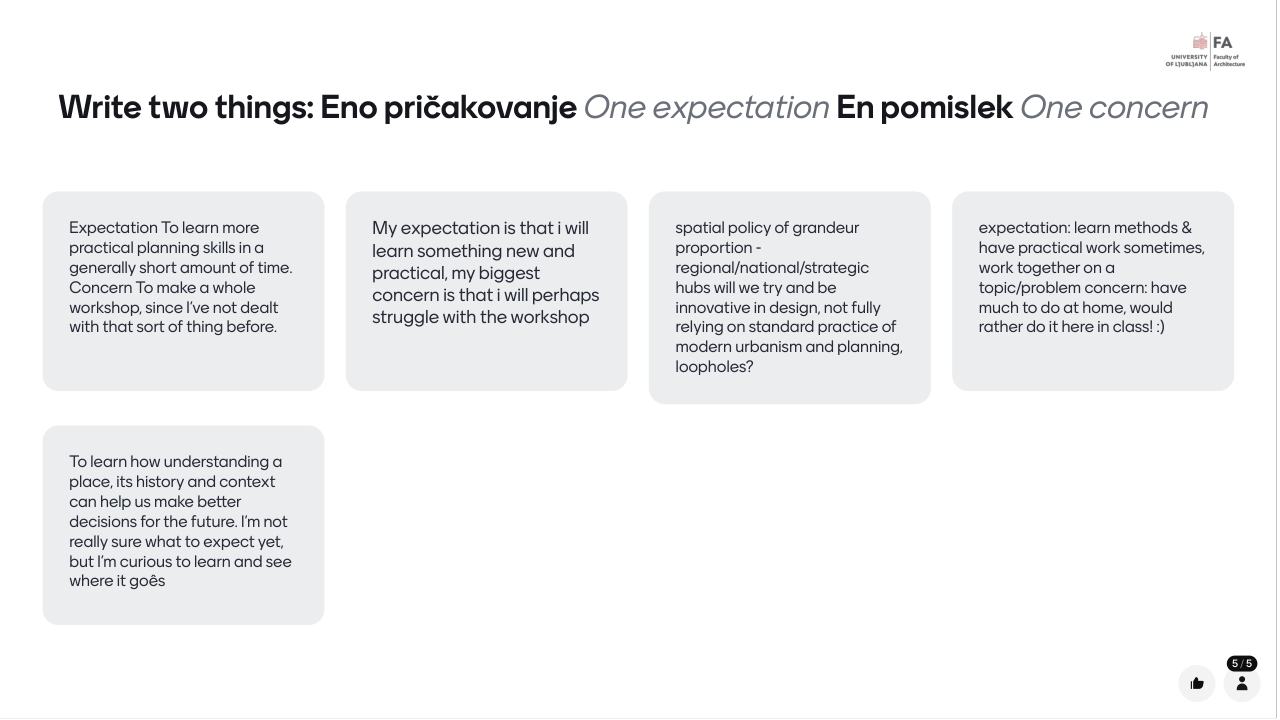 FA
UNIVERSITY
OF LJUBLJANA
Faculty of
Architecture
Write two things: Eno pričakovanje One expectation En pomislek One concern
Expectation To learn more
practical planning skills in a
generally short amount of time.
Concern To make a whole
workshop, since I've not dealt
with that sort of thing before.
My expectation is that i will
learn something new and
practical, my biggest
concern is that i will perhaps
struggle with the workshop
spatial policy of grandeur
proportion -
regional/national/strategic
hubs will we try and be
innovative in design, not fully
relying on standard practice of
modern urbanism and planning,
loopholes?
expectation: learn methods &
have practical work sometimes,
work together on a
topic/problem concern: have
much to do at home, would
rather do it here in class! :)
To learn how understanding a
place, its history and context
can help us make better
decisions for the future. I'm not
really sure what to expect yet,
but I'm curious to learn and see
where it goês
5 / 5